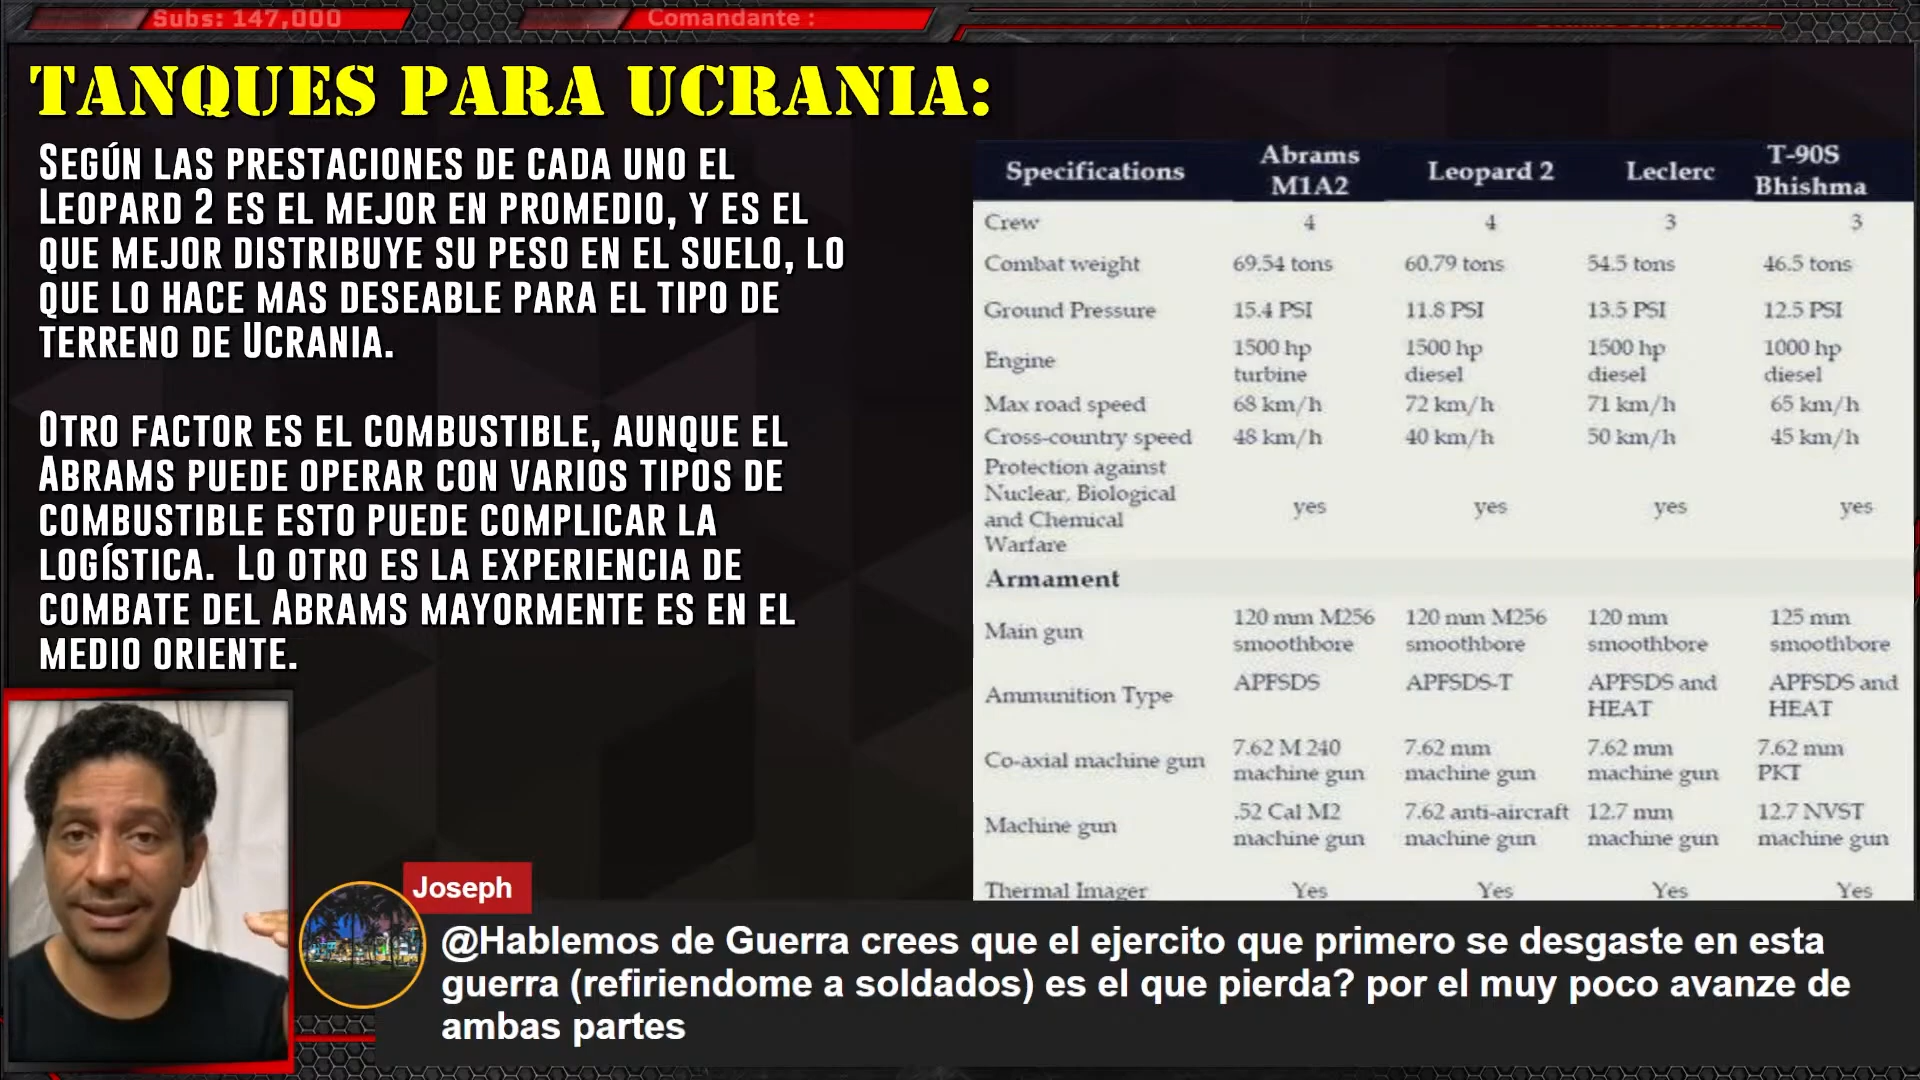 Subs: 147,000
Comandante :
TANQUES PARA UCRANIA:
SEGÚN LAS PRESTACIONES DE CADA UNO EL
LEOPARD 2 ES EL MEJOR EN PROMEDIO, Y ES EL
QUE MEJOR DISTRIBUYE SU PESO EN EL SUELO, LO
QUE LO HACE MAS DESEABLE PARA EL TIPO DE
TERRENO DE UCRANIA.
OTRO FACTOR ES EL COMBUSTIBLE, AUNQUE EL
ABRAMS PUEDE OPERAR CON VARIOS TIPOS DE
COMBUSTIBLE ESTO PUEDE COMPLICAR LA
LOGÍSTICA. LO OTRO ES LA EXPERIENCIA DE
COMBATE DEL ABRAMS MAYORMENTE ES EN EL
MEDIO ORIENTE.
Specifications Abrams M1A2 Leopard 2 Leclerc T-90S Bhishma
Crew 4 4 3 3
Combat weight 69.54 tons 60.79 tons 54.5 tons 46.5 tons
Ground Pressure 15.4 PSI 11.8 PSI 13.5 PSI 12.5 PSI
Engine 1500 hp turbine 1500 hp diesel 1500 hp diesel 1000 hp diesel
Max road speed 68 km/h 72 km/h 71 km/h 65 km/h
Cross-country speed 48 km/h 40 km/h 50 km/h 45 km/h
Protection against Nuclear, Biological and Chemical Warfare yes yes yes yes
Armament
Main gun 120 mm M256 smoothbore 120 mm M256 smoothbore 120 mm smoothbore 125 mm smoothbore
Ammunition Type APFSDS APFSDS-T APFSDS and HEAT APFSDS and HEAT
Co-axial machine gun 7.62 M 240 machine gun 7.62 mm machine gun 7.62 mm machine gun 7.62 mm PKT
Machine gun .52 Cal M2 machine gun 7.62 anti-aircraft machine gun 12.7 mm machine gun 12.7 NVST machine gun
Thermal Imager Yes Yes Yes Yes
Joseph
@Hablemos de Guerra crees que el ejercito que primero se desgaste en esta
guerra (refiriendome a soldados) es el que pierda? por el muy poco avanze de
ambas partes